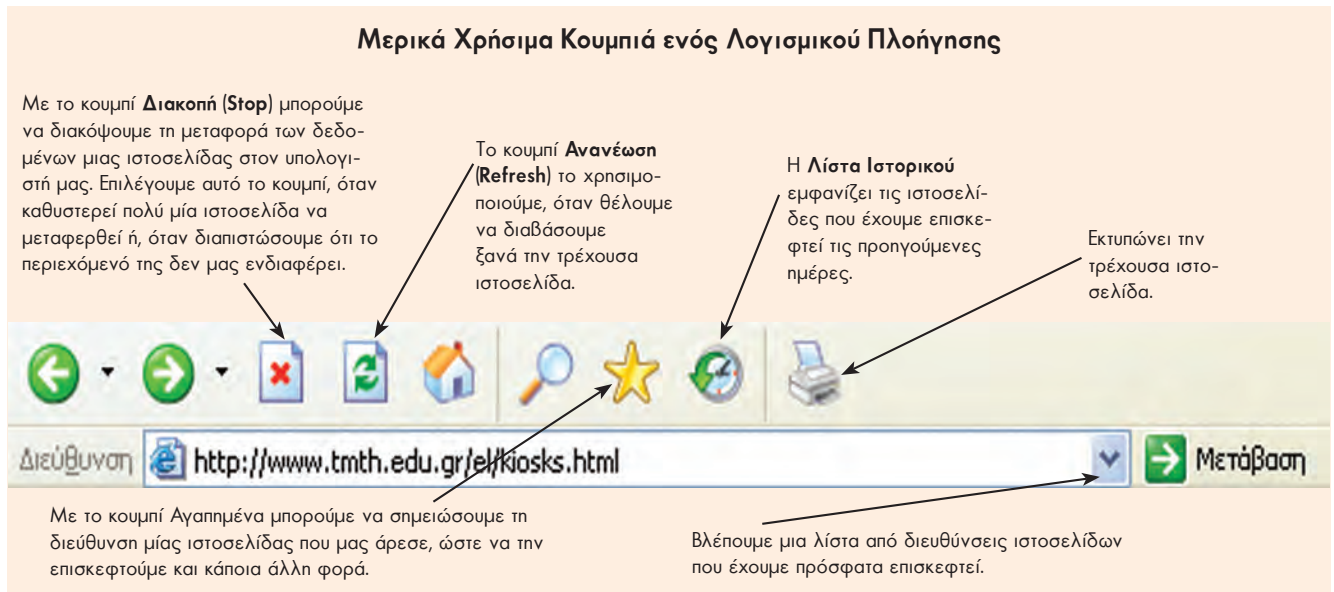 Μερικά Χρήσιμα Κουμπιά ενός Λογισμικού Πλοήγησης
Με το κουμπί Διακοπή (Stop) μπορούμε
να διακόψουμε τη μεταφορά των δεδο-
μένων μιας ιστοσελίδας στον υπολογι-
στή μας. Επιλέγουμε αυτό το κουμπί, όταν
καθυστερεί πολύ μία ιστοσελίδα να
μεταφερθεί ή, όταν διαπιστώσουμε ότι το
περιεχόμενό της δεν μας ενδιαφέρει.
Το κουμπί Ανανέωση
(Refresh) το χρησιμο-
ποιούμε, όταν θέλουμε
να διαβάσουμε
ξανά την τρέχουσα
ιστοσελίδα.
Η Λίστα Ιστορικού
εμφανίζει τις ιστοσελί-
δες που έχουμε επισκε-
φτεί τις προηγούμενες
ημέρες.
Εκτυπώνει την
τρέχουσα ιστο-
σελίδα.
Διεύθυνση http://www.tmth.edu.gr/el/kiosks.html Μετάβαση
Με το κουμπί Αγαπημένα μπορούμε να σημειώσουμε τη
διεύθυνση μίας ιστοσελίδας που μας άρεσε, ώστε να την
επισκεφτούμε και κάποια άλλη φορά.
Βλέπουμε μια λίστα από διευθύνσεις ιστοσελίδων
που έχουμε πρόσφατα επισκεφτεί.